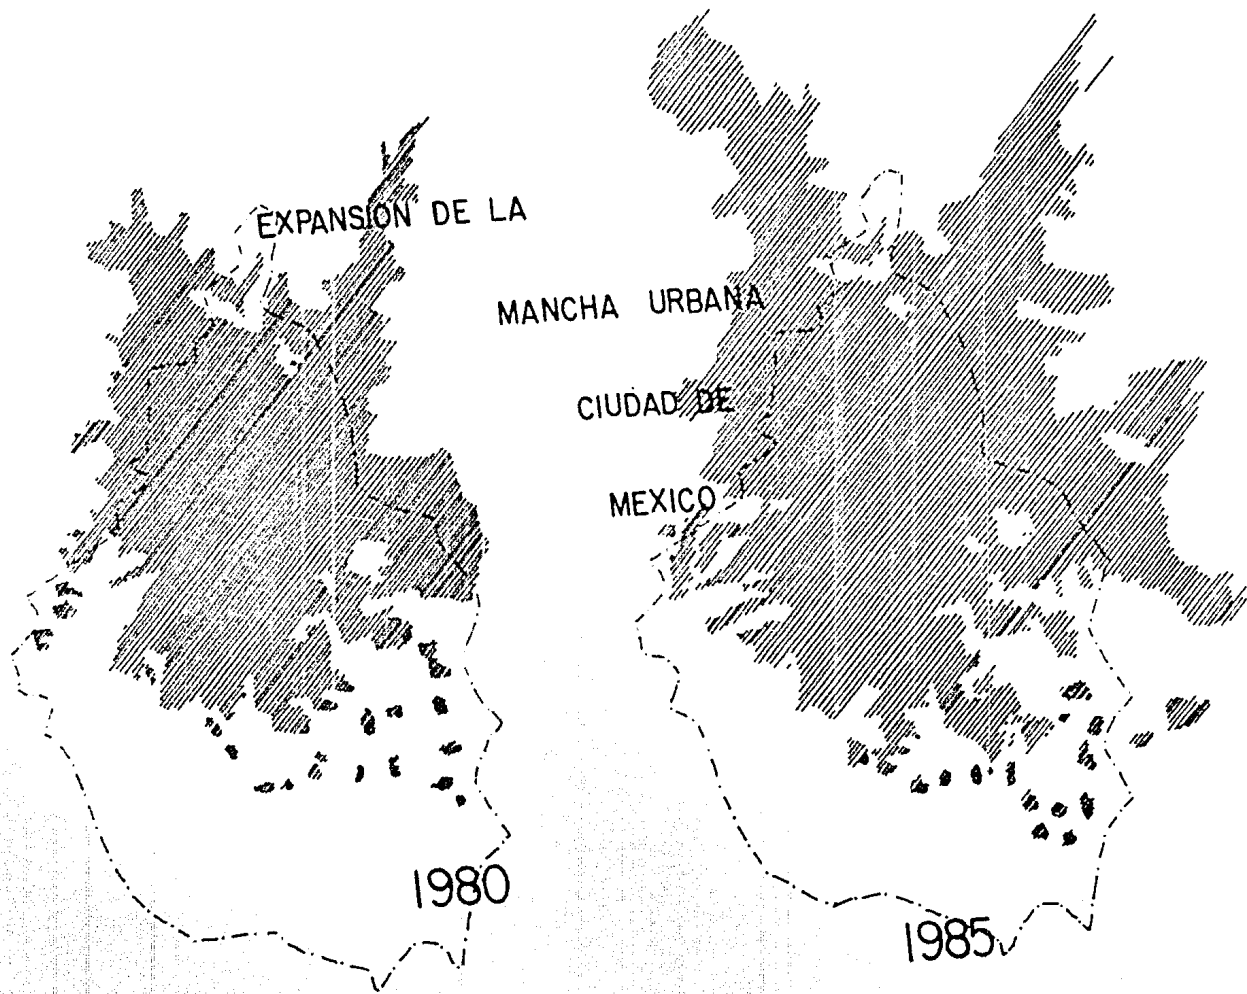 EXPANSION DE LA
MANCHA URBANA
CIUDAD DE
MEXICO
1980
1985